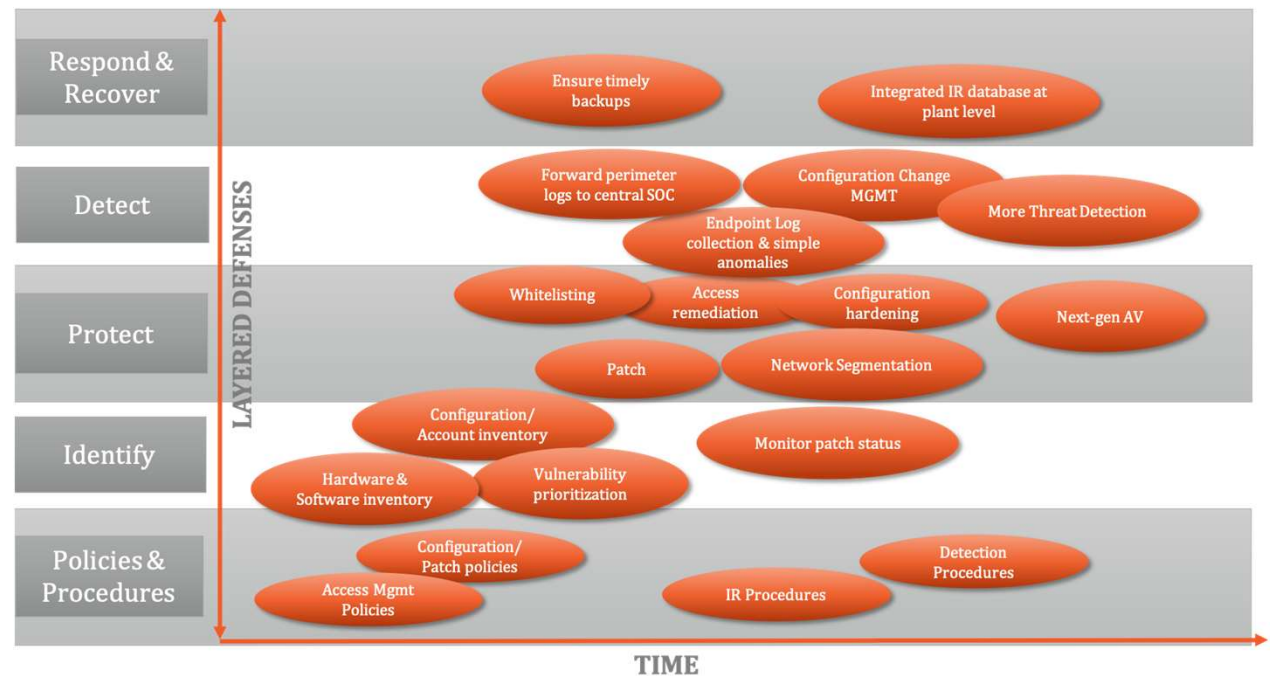 Respond &
Recover
Ensure timely
backups
Integrated IR database at
plant level
Detect
Forward perimeter
logs to central SOC
Configuration Change
MGMT
More Threat Detection
Endpoint Log
collection & simple
anomalies
LAYERED DEFENSES
Protect
Whitelisting
Access
remediation
Configuration
hardening
Next-gen AV
Patch
Network Segmentation
Identify
Configuration/
Account inventory
Monitor patch status
Hardware &
Software inventory
Vulnerability
prioritization
Policies &
Procedures
Configuration/
Patch policies
Detection
Procedures
Access Mgmt
Policies
IR Procedures
TIME